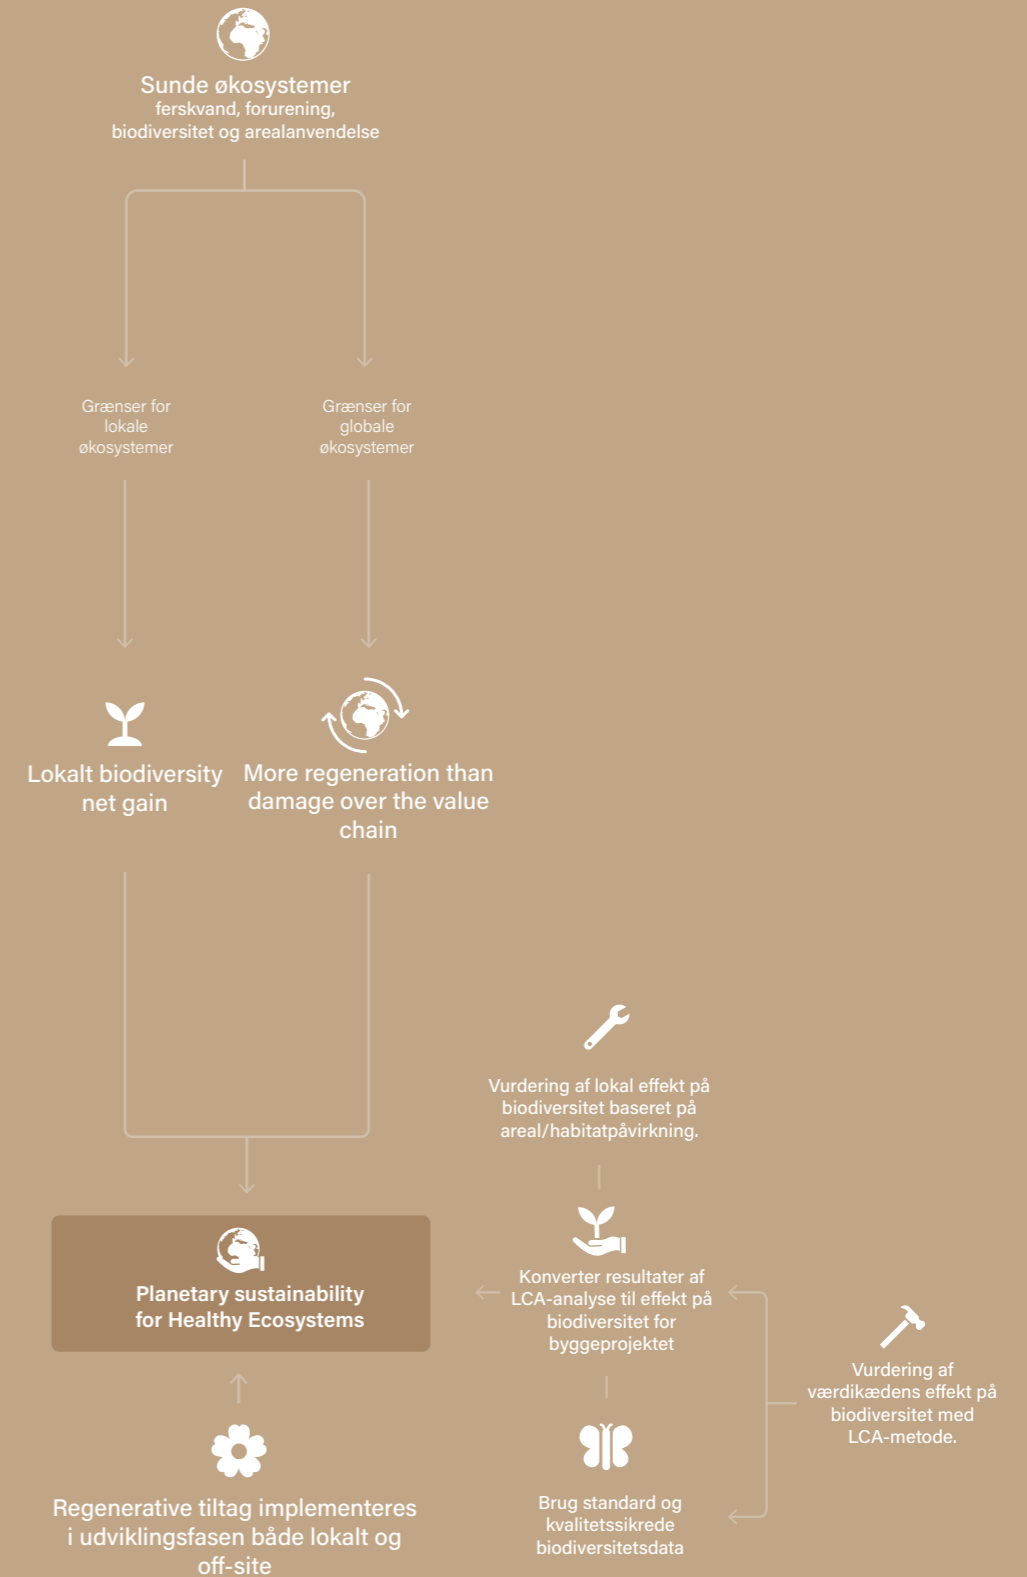 Sunde økosystemer
ferskvand, forurening,
biodiversitet og arealanvendelse
Grænser for
lokale
økosystemer
Grænser for
globale
økosystemer
Lokalt biodiversity
net gain
More regeneration than
damage over the value
chain
Vurdering af lokal effekt på
biodiversitet baseret på
areal/habitatpåvirkning.
Planetary sustainability
for Healthy Ecosystems
Konverter resultater af
LCA-analyse til effekt på
biodiversitet for
byggeprojektet
Vurdering af
værdikædens effekt på
biodiversitet med
LCA-metode.
Regenerative tiltag implementeres
i udviklingsfasen både lokalt og
off-site
Brug standard og
kvalitetssikrede
biodiversitetsdata